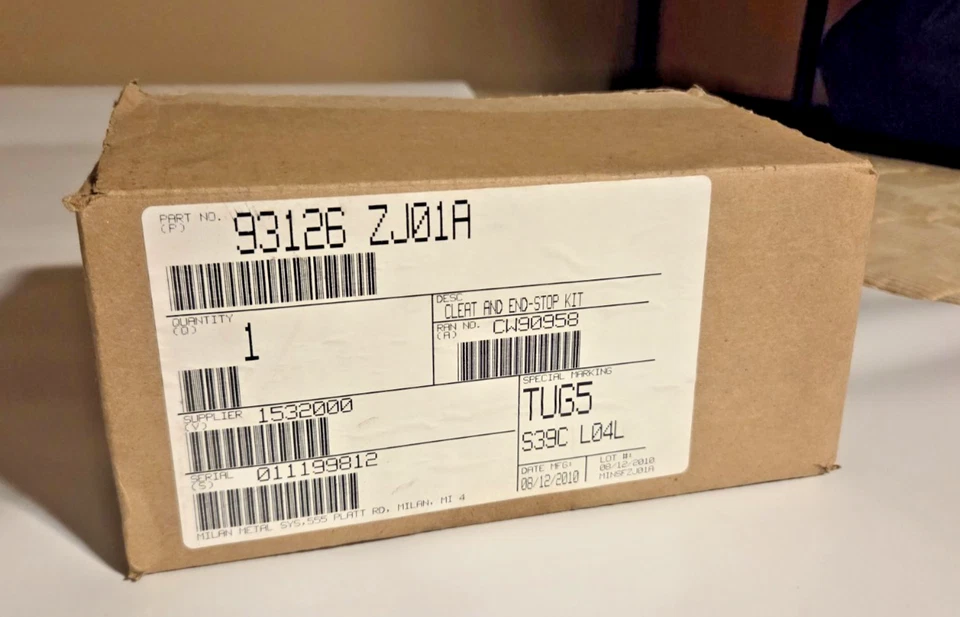 PART NO. 93126 ZJ01A
(P)
QUANTITY
(Q) 1
DESC
CLEAT AND END-STOP KIT
RAN NO. CW90958
(A)
SUPPLIER 1532000
(V)
SPECIAL MARKING
TUG5
S39C L04L
SERIAL 011199812
(S)
DATE MFG:
08/12/2010
LOT #:
08/12/2010
MINSFZJ01A
MILAN METAL SYS,555 PLATT RD, MILAN, MI 4